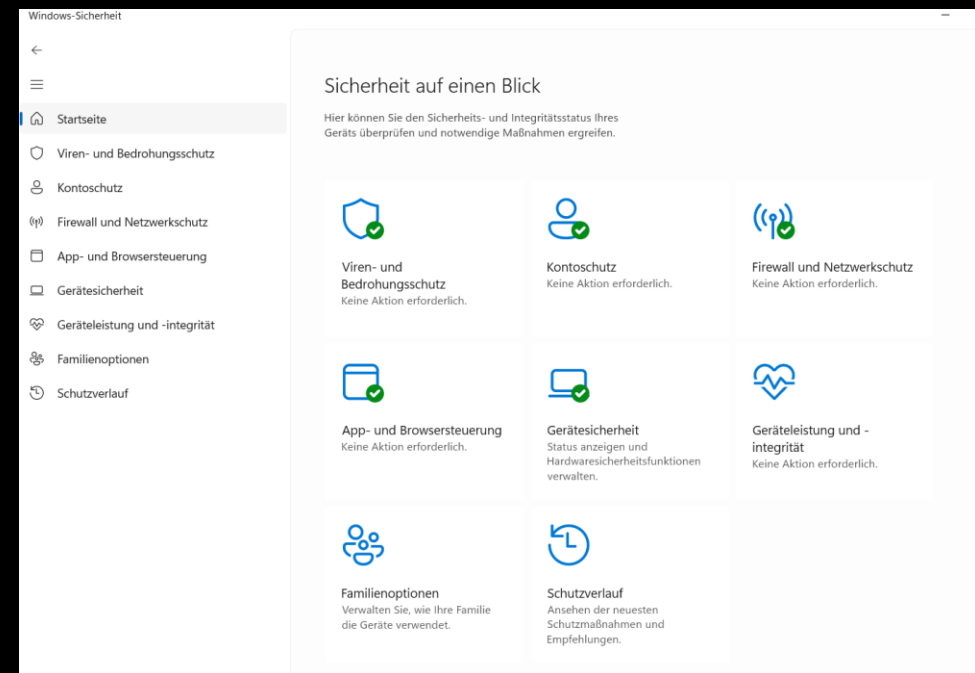 Windows-Sicherheit
Startseite
Viren- und Bedrohungsschutz
Kontoschutz
Firewall und Netzwerkschutz
App- und Browsersteuerung
Gerätesicherheit
Geräteleistung und -integrität
Familienoptionen
Schutzverlauf
Sicherheit auf einen Blick
Hier können Sie den Sicherheits- und Integritätsstatus Ihres
Geräts überprüfen und notwendige Maßnahmen ergreifen.
Viren- und
Bedrohungsschutz
Keine Aktion erforderlich.
Kontoschutz
Keine Aktion erforderlich.
Firewall und Netzwerkschutz
Keine Aktion erforderlich.
App- und Browsersteuerung
Keine Aktion erforderlich.
Gerätesicherheit
Status anzeigen und
Hardwaresicherheitsfunktionen
verwalten.
Geräteleistung und -
integrität
Keine Aktion erforderlich.
Familienoptionen
Verwalten Sie, wie Ihre Familie
die Geräte verwendet.
Schutzverlauf
Ansehen der neuesten
Schutzmaßnahmen und
Empfehlungen.